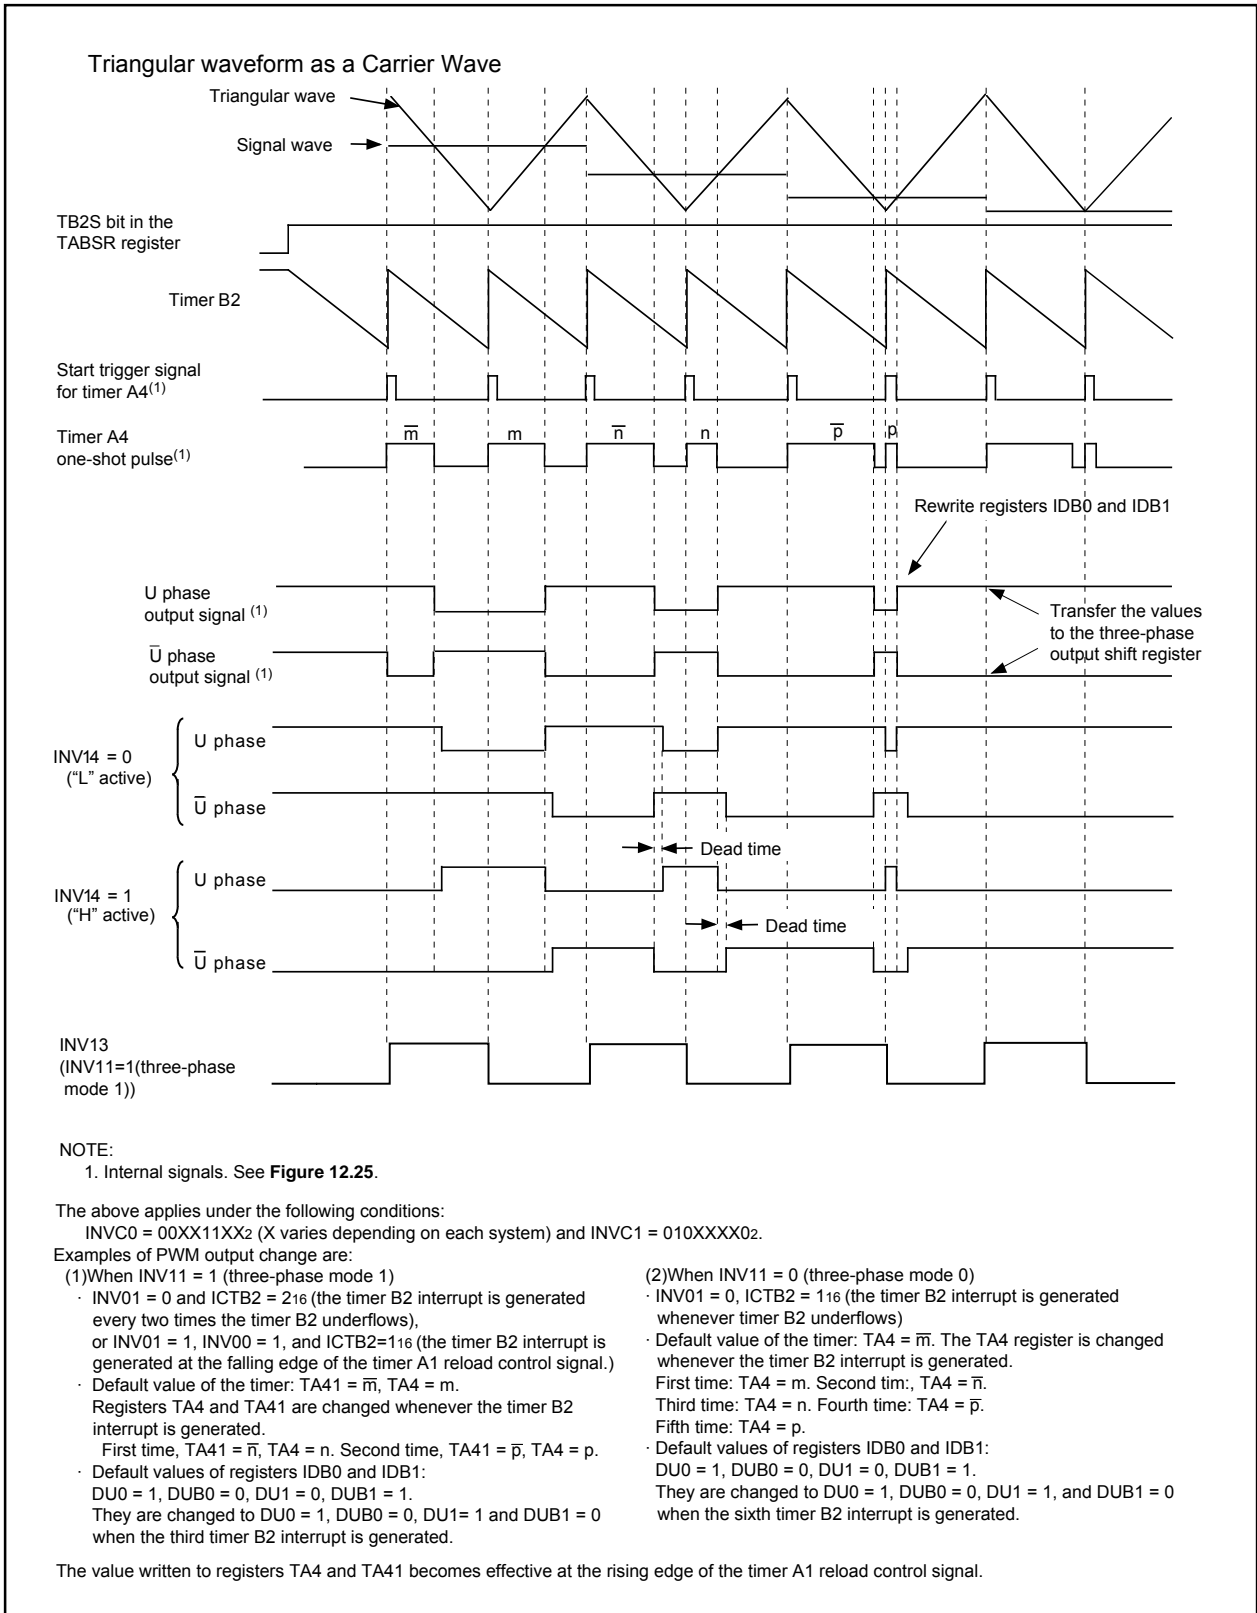 Triangular waveform as a Carrier Wave
Triangular wave
Signal wave
TB2S bit in the
TABSR register
Timer B2
Start trigger signal
for timer A4(1)
Timer A4
one-shot pulse(1)
m̅
m
n̅
n
p̅
p
Rewrite registers IDB0 and IDB1
U phase
output signal (1)
Transfer the values
to the three-phase
output shift register
U̅ phase
output signal (1)
INV14 = 0
(“L” active)
U phase
U̅ phase
Dead time
INV14 = 1
(“H” active)
U phase
Dead time
U̅ phase
INV13
(INV11=1(three-phase
mode 1))
NOTE:
1. Internal signals. See Figure 12.25.
The above applies under the following conditions:
INVC0 = 00XX11XX2 (X varies depending on each system) and INVC1 = 010XXXX02.
Examples of PWM output change are:
(1)When INV11 = 1 (three-phase mode 1)
· INV01 = 0 and ICTB2 = 216 (the timer B2 interrupt is generated
every two times the timer B2 underflows),
or INV01 = 1, INV00 = 1, and ICTB2=116 (the timer B2 interrupt is
generated at the falling edge of the timer A1 reload control signal.)
· Default value of the timer: TA41 = m̅, TA4 = m.
Registers TA4 and TA41 are changed whenever the timer B2
interrupt is generated.
First time, TA41 = n̅, TA4 = n. Second time, TA41 = p̅, TA4 = p.
· Default values of registers IDB0 and IDB1:
DU0 = 1, DUB0 = 0, DU1 = 0, DUB1 = 1.
They are changed to DU0 = 1, DUB0 = 0, DU1= 1 and DUB1 = 0
when the third timer B2 interrupt is generated.
(2)When INV11 = 0 (three-phase mode 0)
· INV01 = 0, ICTB2 = 116 (the timer B2 interrupt is generated
whenever timer B2 underflows)
· Default value of the timer: TA4 = m̅. The TA4 register is changed
whenever the timer B2 interrupt is generated.
First time: TA4 = m. Second tim:, TA4 = n̅.
Third time: TA4 = n. Fourth time: TA4 = p̅.
Fifth time: TA4 = p.
· Default values of registers IDB0 and IDB1:
DU0 = 1, DUB0 = 0, DU1 = 0, DUB1 = 1.
They are changed to DU0 = 1, DUB0 = 0, DU1 = 1, and DUB1 = 0
when the sixth timer B2 interrupt is generated.
The value written to registers TA4 and TA41 becomes effective at the rising edge of the timer A1 reload control signal.